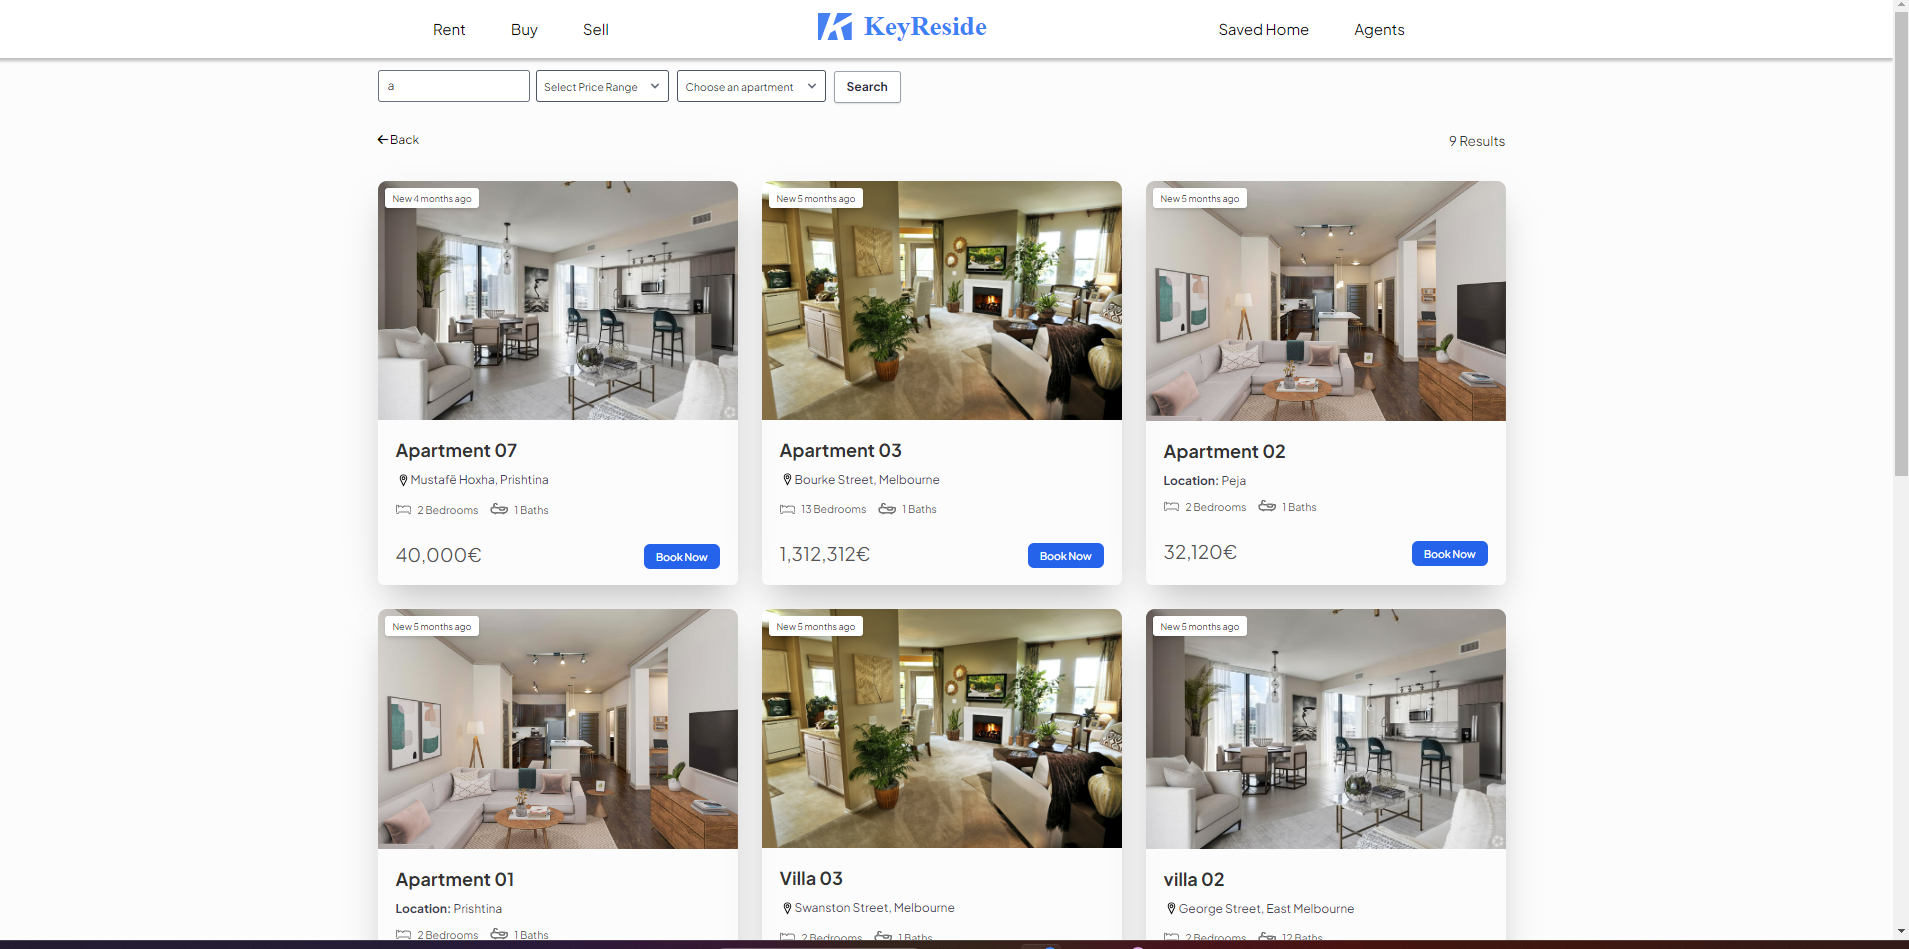 Rent Buy Sell KeyReside Saved Home Agents
a Select Price Range Choose an apartment Search
Back 9 Results
New 4 months ago
Apartment 07
Mustafë Hoxha, Prishtina
2 Bedrooms 1 Baths
40,000€ Book Now
New 5 months ago
Apartment 03
Bourke Street, Melbourne
13 Bedrooms 1 Baths
1,312,312€ Book Now
New 5 months ago
Apartment 02
Location: Peja
2 Bedrooms 1 Baths
32,120€ Book Now
New 5 months ago
Apartment 01
Location: Prishtina
2 Bedrooms 1 Baths
New 5 months ago
Villa 03
Swanston Street, Melbourne
2 Bedrooms 1 Baths
New 5 months ago
villa 02
George Street, East Melbourne
2 Bedrooms 12 Baths